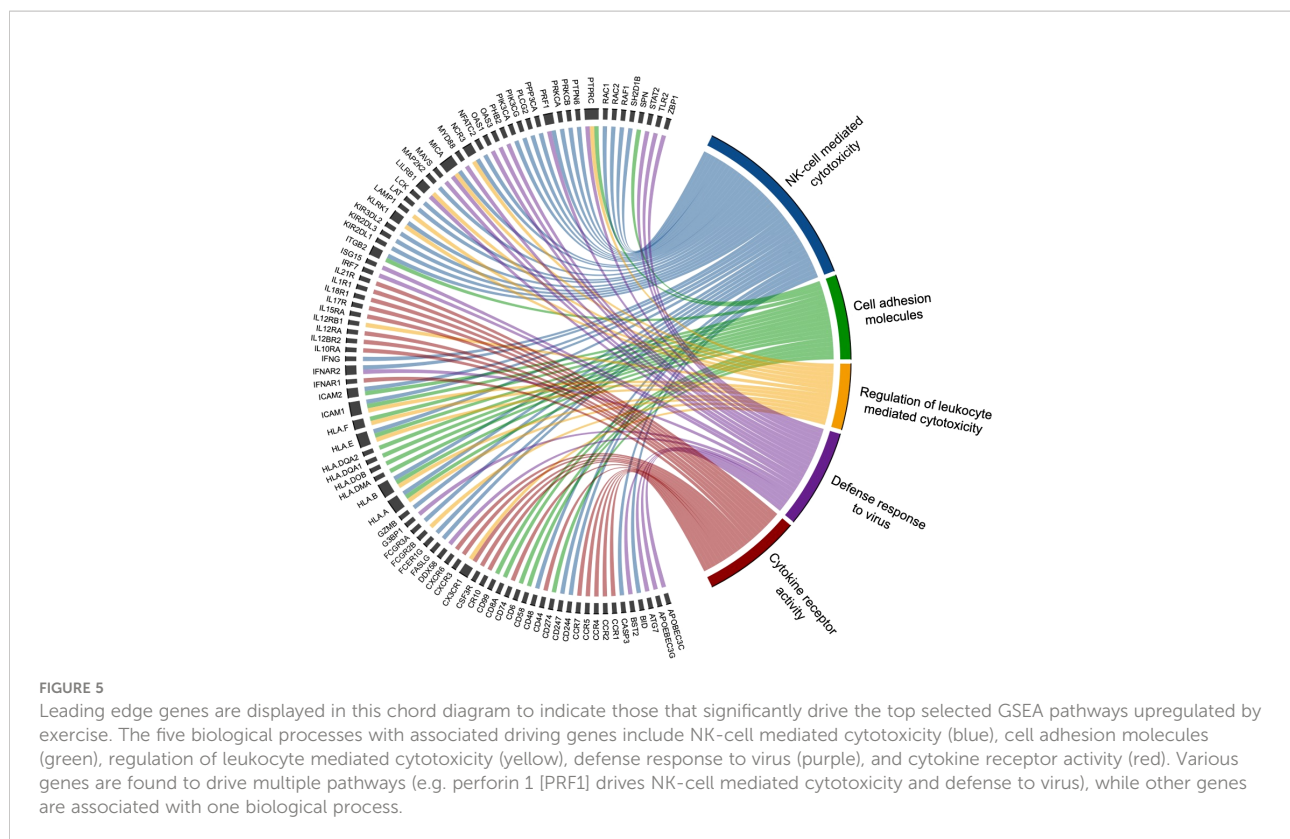 PTPRC
RAC1
RAC2
RAF1
SH2D1B
SPN
STAT2
TLR2
ZBP1
PTPN6
PRKCB
PRKCA
PRF1
PPP3CA
PLCG2
PIK3CG
PIK3CA
PHB2
OAS3
OAS1
NFATC2
NCR3
MYD88
MICA
MAVS
MAP2K2
LILRB1
LCK
LAT
LAMP1
KLRK1
KIR3DL2
KIR2DL3
KIR2DL1
ITGB2
ISG15
IRF7
IL21R
IL1R1
IL18R1
IL17R
IL15RA
IL12RB1
IL12RA
IL12BR2
IL10RA
IFNG
IFNAR2
IFNAR1
ICAM2
ICAM1
HLA.F
HLA.E
HLA.DQA2
HLA.DQA1
HLA.DOB
HLA.DMA
HLA.B
HLA.A
GZMB
G3BP1
FCGR3A
FCGR2B
FCER1G
FASLG
DDX58
CXCR6
CXCR3
CX3CR1
CSF3R
CR10
CD99
CD8A
CD74
CD6
CD58
CD48
CD44
CD274
CD247
CD244
CCR7
CCR5
CCR4
CCR2
CCR1
CASP3
BST2
BID
ATG7
APOEBEC3G
APOBEC3C
NK-cell mediated
cytotoxicity
Cell adhesion
molecules
Regulation of leukocyte
mediated cytotoxicity
Defense response
to virus
Cytokine receptor
activity
FIGURE 5
Leading edge genes are displayed in this chord diagram to indicate those that significantly drive the top selected GSEA pathways upregulated by
exercise. The five biological processes with associated driving genes include NK-cell mediated cytotoxicity (blue), cell adhesion molecules
(green), regulation of leukocyte mediated cytotoxicity (yellow), defense response to virus (purple), and cytokine receptor activity (red). Various
genes are found to drive multiple pathways (e.g. perforin 1 [PRF1] drives NK-cell mediated cytotoxicity and defense to virus), while other genes
are associated with one biological process.